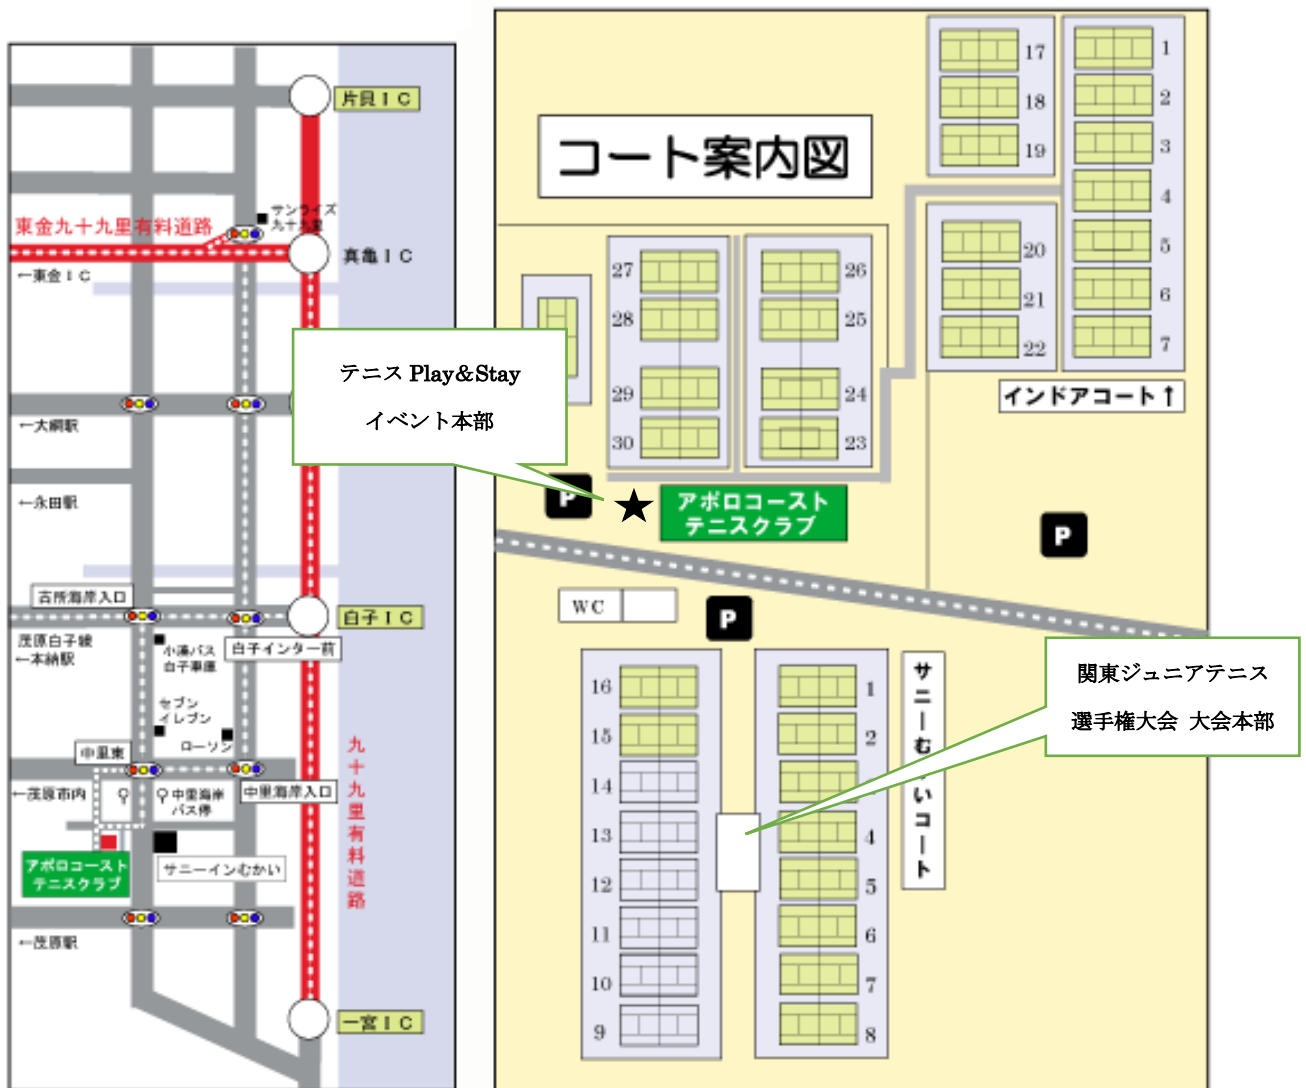 片貝ＩＣ
サンライズ
九十九里
東金九十九里有料道路
真亀ＩＣ
←東金ＩＣ
←大網駅
←永田駅
古所海岸入口
白子ＩＣ
茂原白子線
←本納駅
小湊バス
白子車庫
白子インター前
セブン
イレブン
ローソン
中里東
←茂原市内
中里海岸
バス停
中里海岸入口
九十九里有料道路
アポロコースト
テニスクラブ
サニーインむかい
←茂原駅
一宮ＩＣ
コート案内図
17
18
19
1
2
3
4
5
6
7
20
21
22
インドアコート↑
27
28
29
30
26
25
24
23
テニス Play&Stay
イベント本部
P
★
アポロコースト
テニスクラブ
P
WC
P
16
15
14
13
12
11
10
9
1
2
4
5
6
7
8
サニーむ いコート
関東ジュニアテニス
選手権大会 大会本部